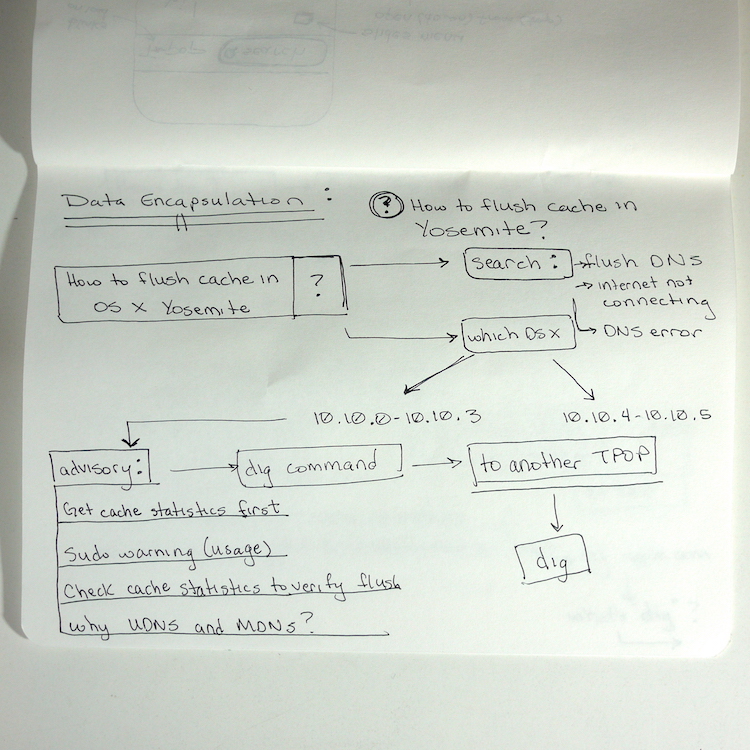 Data Encapsulation :
? How to flush cache in
Yosemite?
How to flush cache in
OS X Yosemite
?
search :
flush DNS
internet not
connecting
DNS error
which OSX
10.10.0-10.10.3
10.10.4-10.10.5
advisory:
dig command
to another TPOP
Get cache statistics first
Sudo warning (usage)
Check cache statistics to verify flush
why UDNS and MDNS?
dig